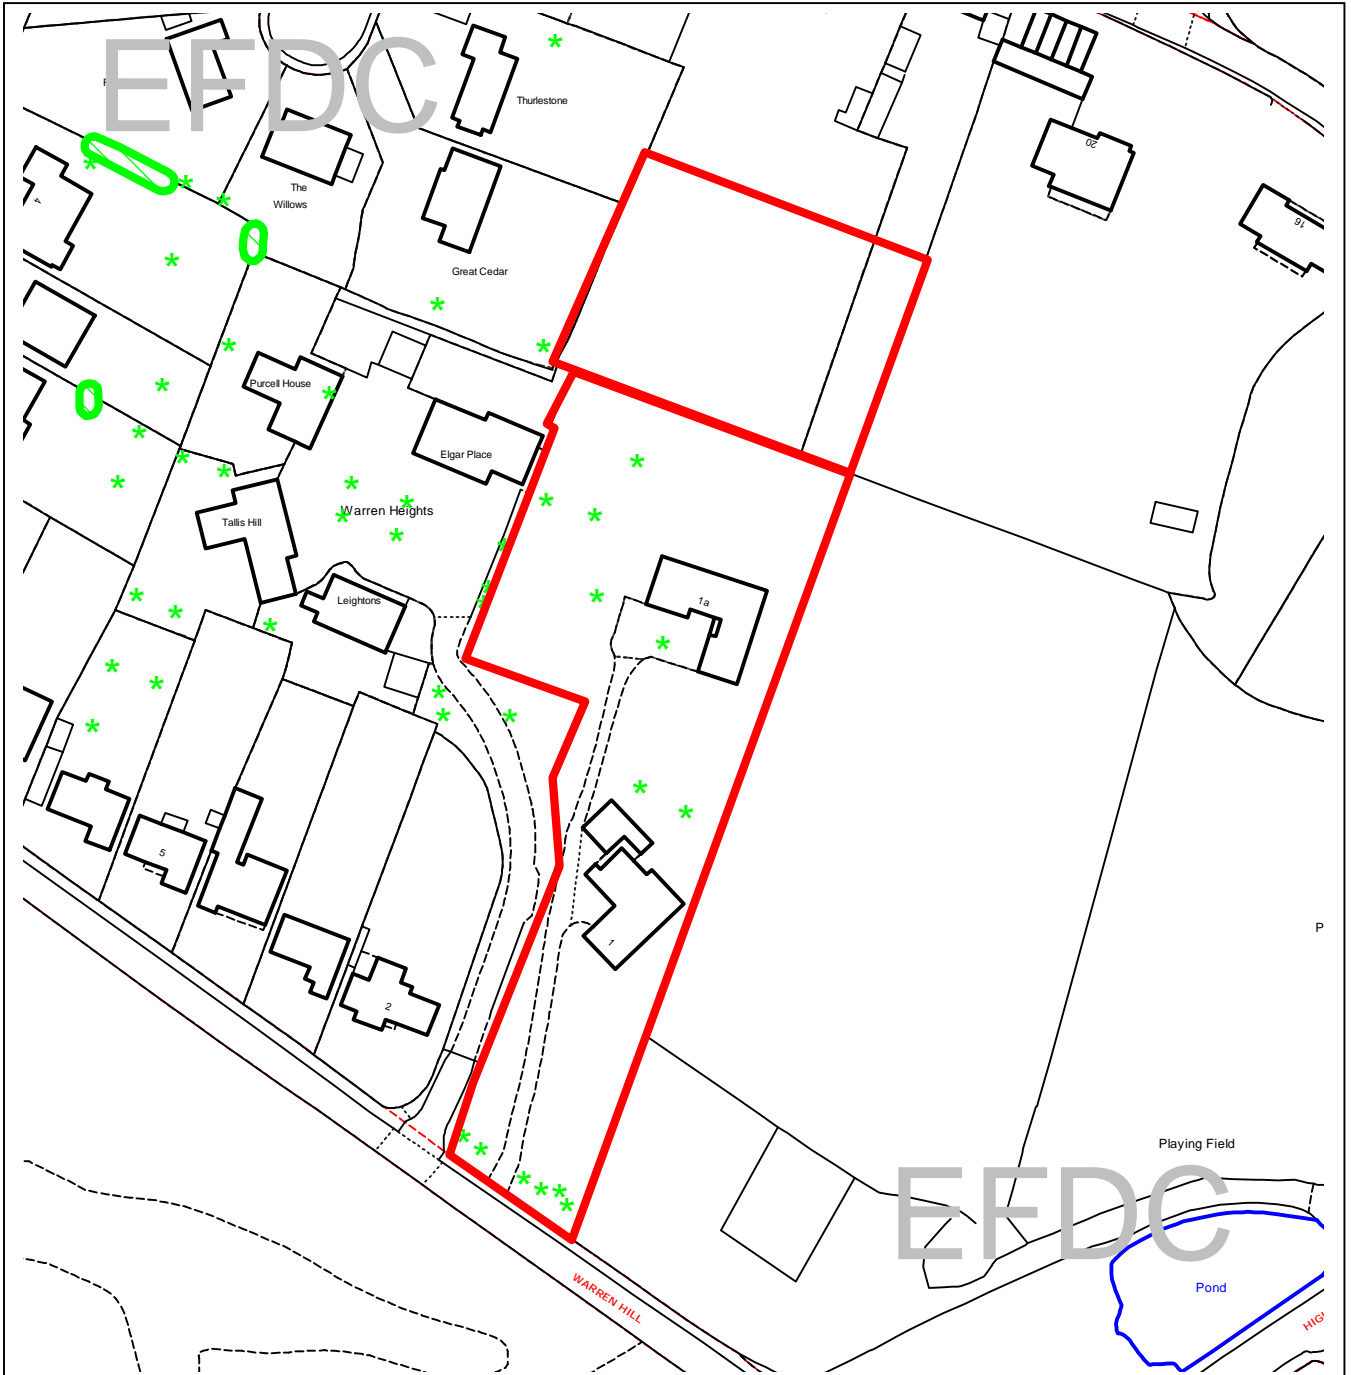 EFDC
Thurlestone
The
Willows
Great Cedar
20
16
4
Purcell House
Elgar Place
Warren Heights
Tallis Hill
Leightons
1a
5
1
2
P
Playing Field
EFDC
Pond
WARREN HILL